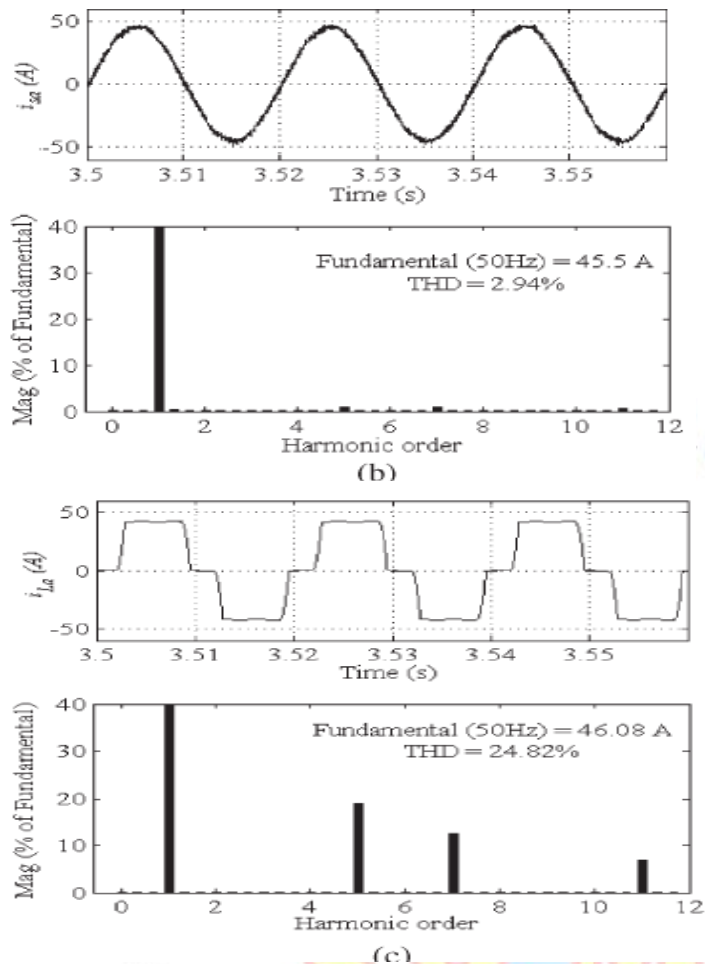 50
0
-50
i_sa (A)
3.5 3.51 3.52 3.53 3.54 3.55
Time (s)
40
30
20
10
0
Mag (% of Fundamental)
Fundamental (50Hz) = 45.5 A
THD = 2.94%
0 2 4 6 8 10 12
Harmonic order
(b)
50
0
-50
i_La (A)
3.5 3.51 3.52 3.53 3.54 3.55
Time (s)
40
30
20
10
0
Mag (% of Fundamental)
Fundamental (50Hz) = 46.08 A
THD = 24.82%
0 2 4 6 8 10 12
Harmonic order
(c)